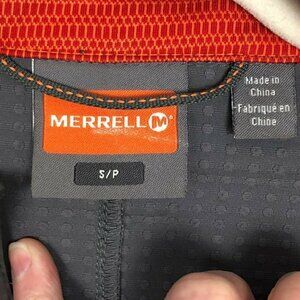 MERRELL M
S/P
Made in
China
Fabriqué en
Chine